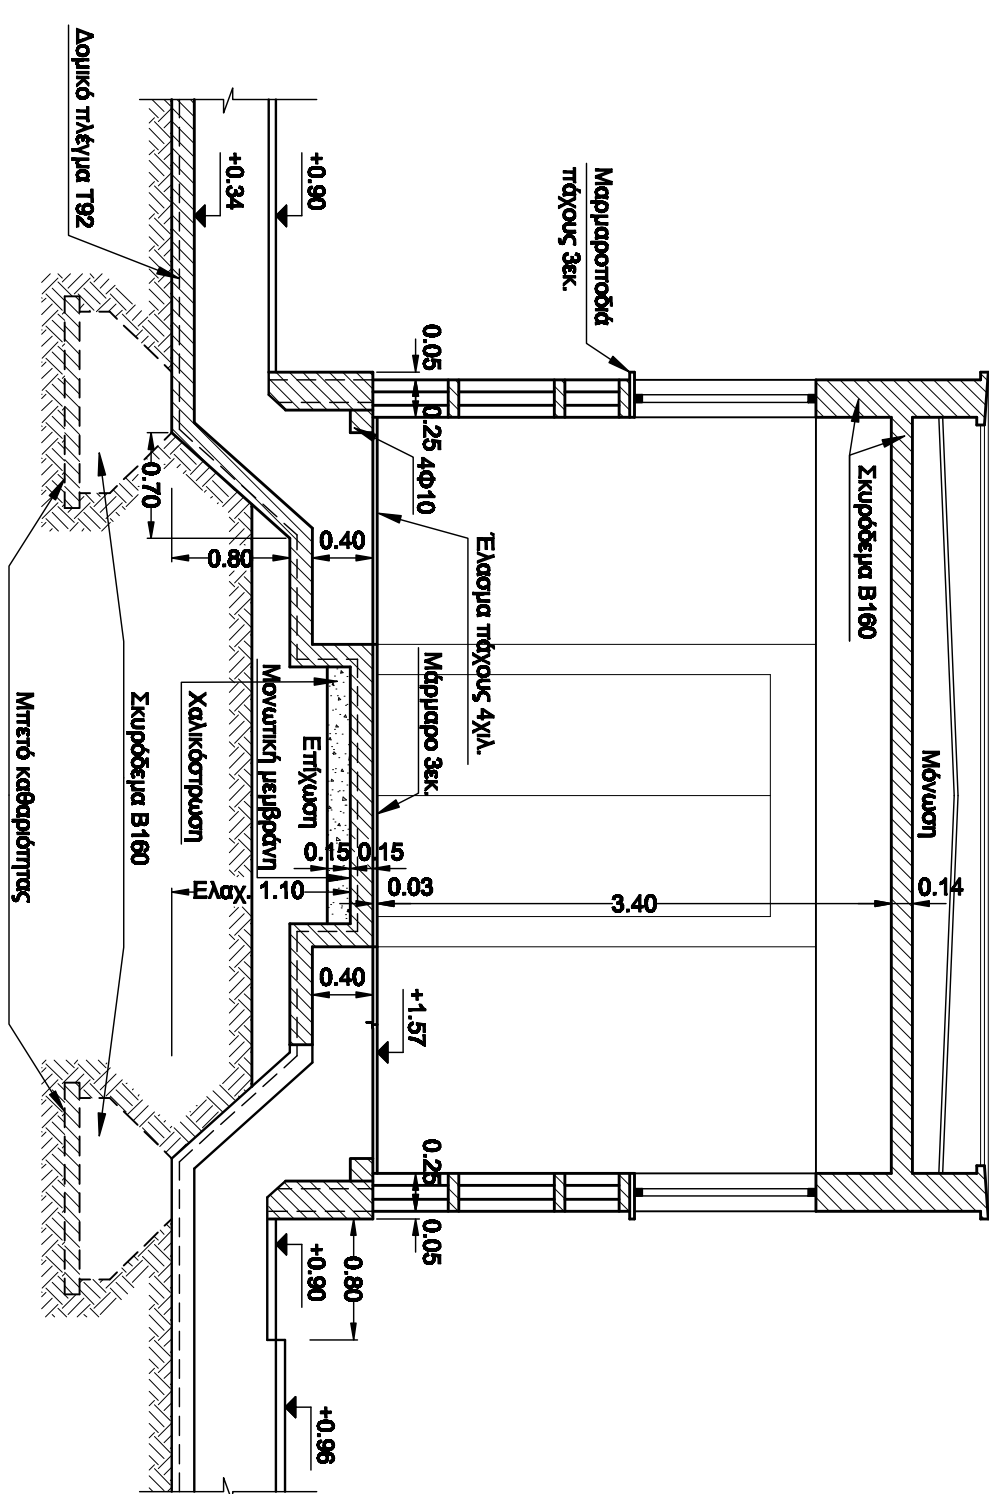 Μόνωση
0.14
Σκυρόδεμα Β160
3.40
Μαρμαροποδιά
πάχους 3εκ.
Έλασμα πάχους 4χιλ.
Μάρμαρο 3εκ.
0.05
0.25
4Φ10
0.03
+1.57
0.25
0.05
+0.90
+0.34
0.40
0.15
0.15
0.40
0.80
+0.90
+0.96
Επίχωση
Μονωτική μεμβράνη
Χαλικόστρωση
0.80
0.70
Ελαχ. 1.10
Δομικό πλέγμα Τ92
Σκυρόδεμα Β160
Μπετό καθαριότητας